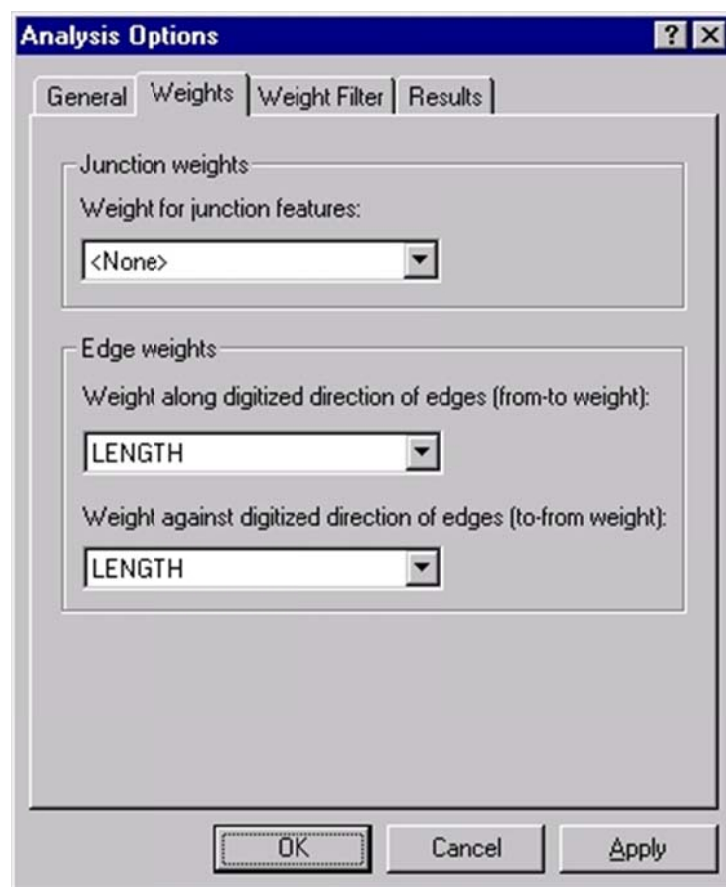 Analysis Options
General Weights Weight Filter Results
Junction weights
Weight for junction features:
<None>
Edge weights
Weight along digitized direction of edges (from-to weight):
LENGTH
Weight against digitized direction of edges (to-from weight):
LENGTH
OK Cancel Apply